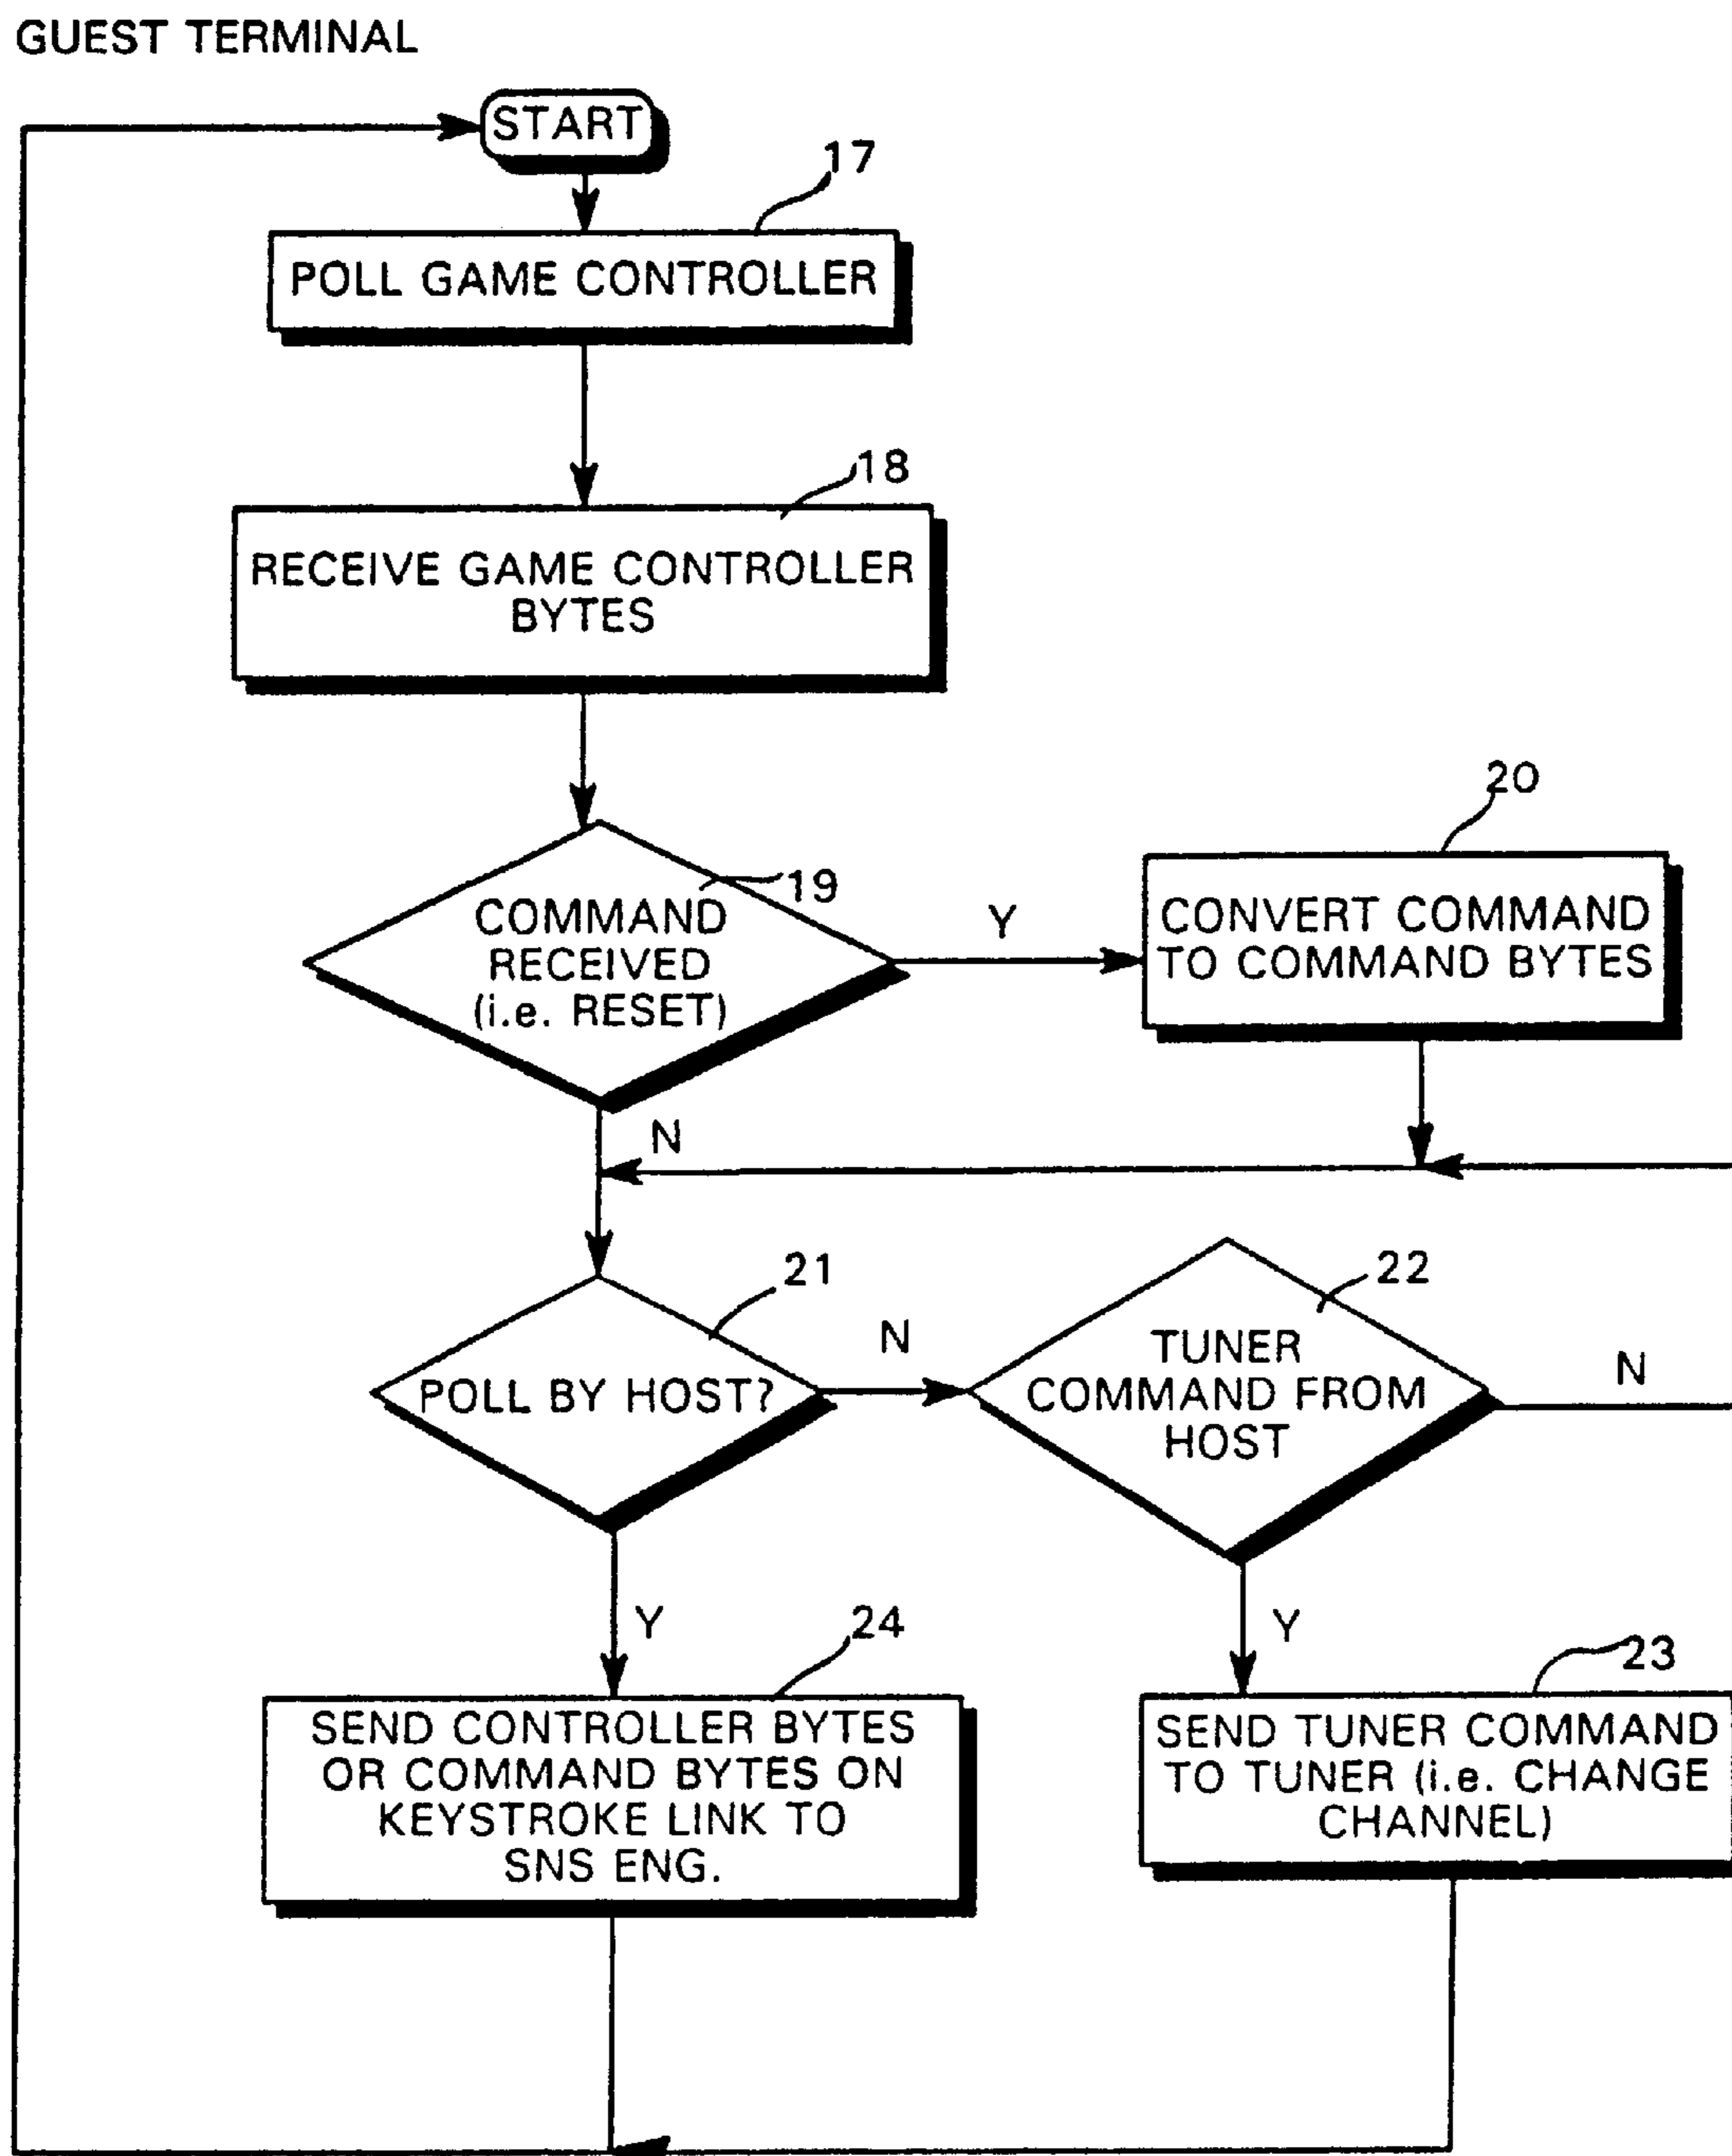 GUEST TERMINAL
START
17
POLL GAME CONTROLLER
18
RECEIVE GAME CONTROLLER
BYTES
19
COMMAND
RECEIVED
(i.e. RESET)
Y
20
CONVERT COMMAND
TO COMMAND BYTES
N
21
POLL BY HOST?
N
22
TUNER
COMMAND FROM
HOST
N
Y
24
SEND CONTROLLER BYTES
OR COMMAND BYTES ON
KEYSTROKE LINK TO
SNS ENG.
Y
23
SEND TUNER COMMAND
TO TUNER (i.e. CHANGE
CHANNEL)